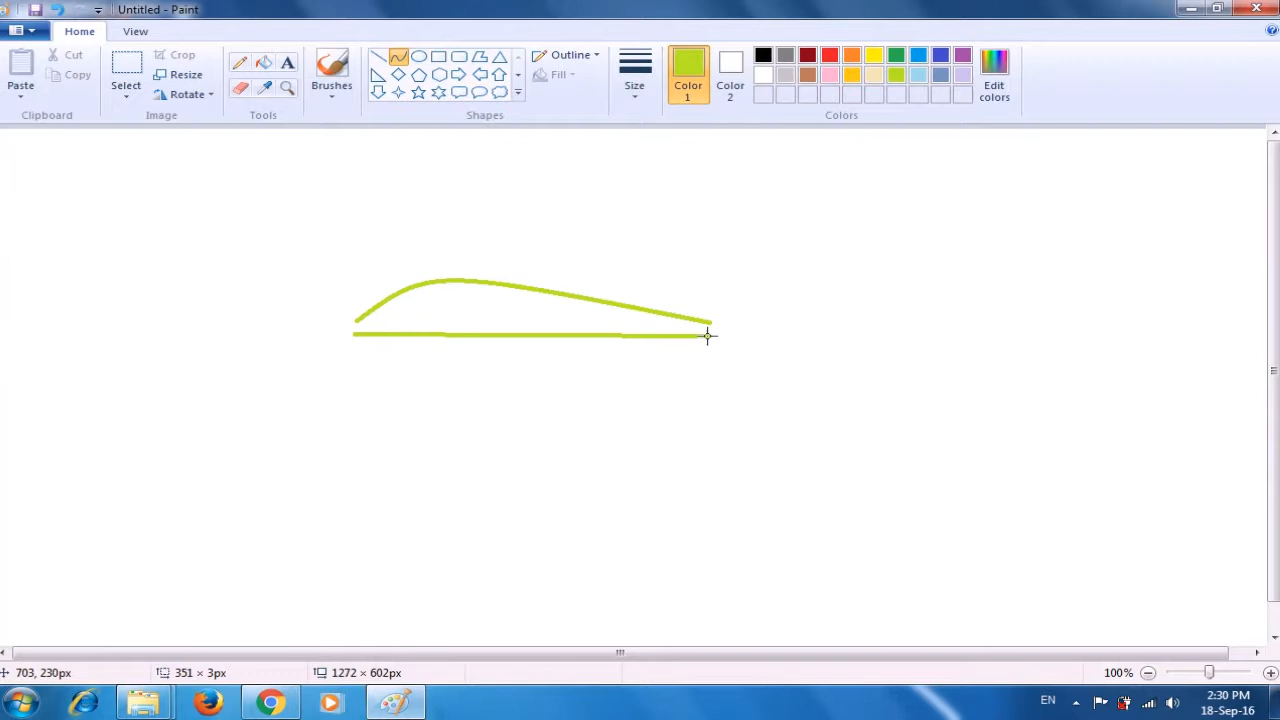 Untitled - Paint
Home
View
Paste
Cut
Copy
Clipboard
Select
Crop
Resize
Rotate
Image
A
Tools
Brushes
Outline
Fill
Shapes
Size
Color
1
Color
2
Edit
colors
Colors
703, 230px
351 × 3px
1272 × 602px
100%
EN
2:30 PM
18-Sep-16